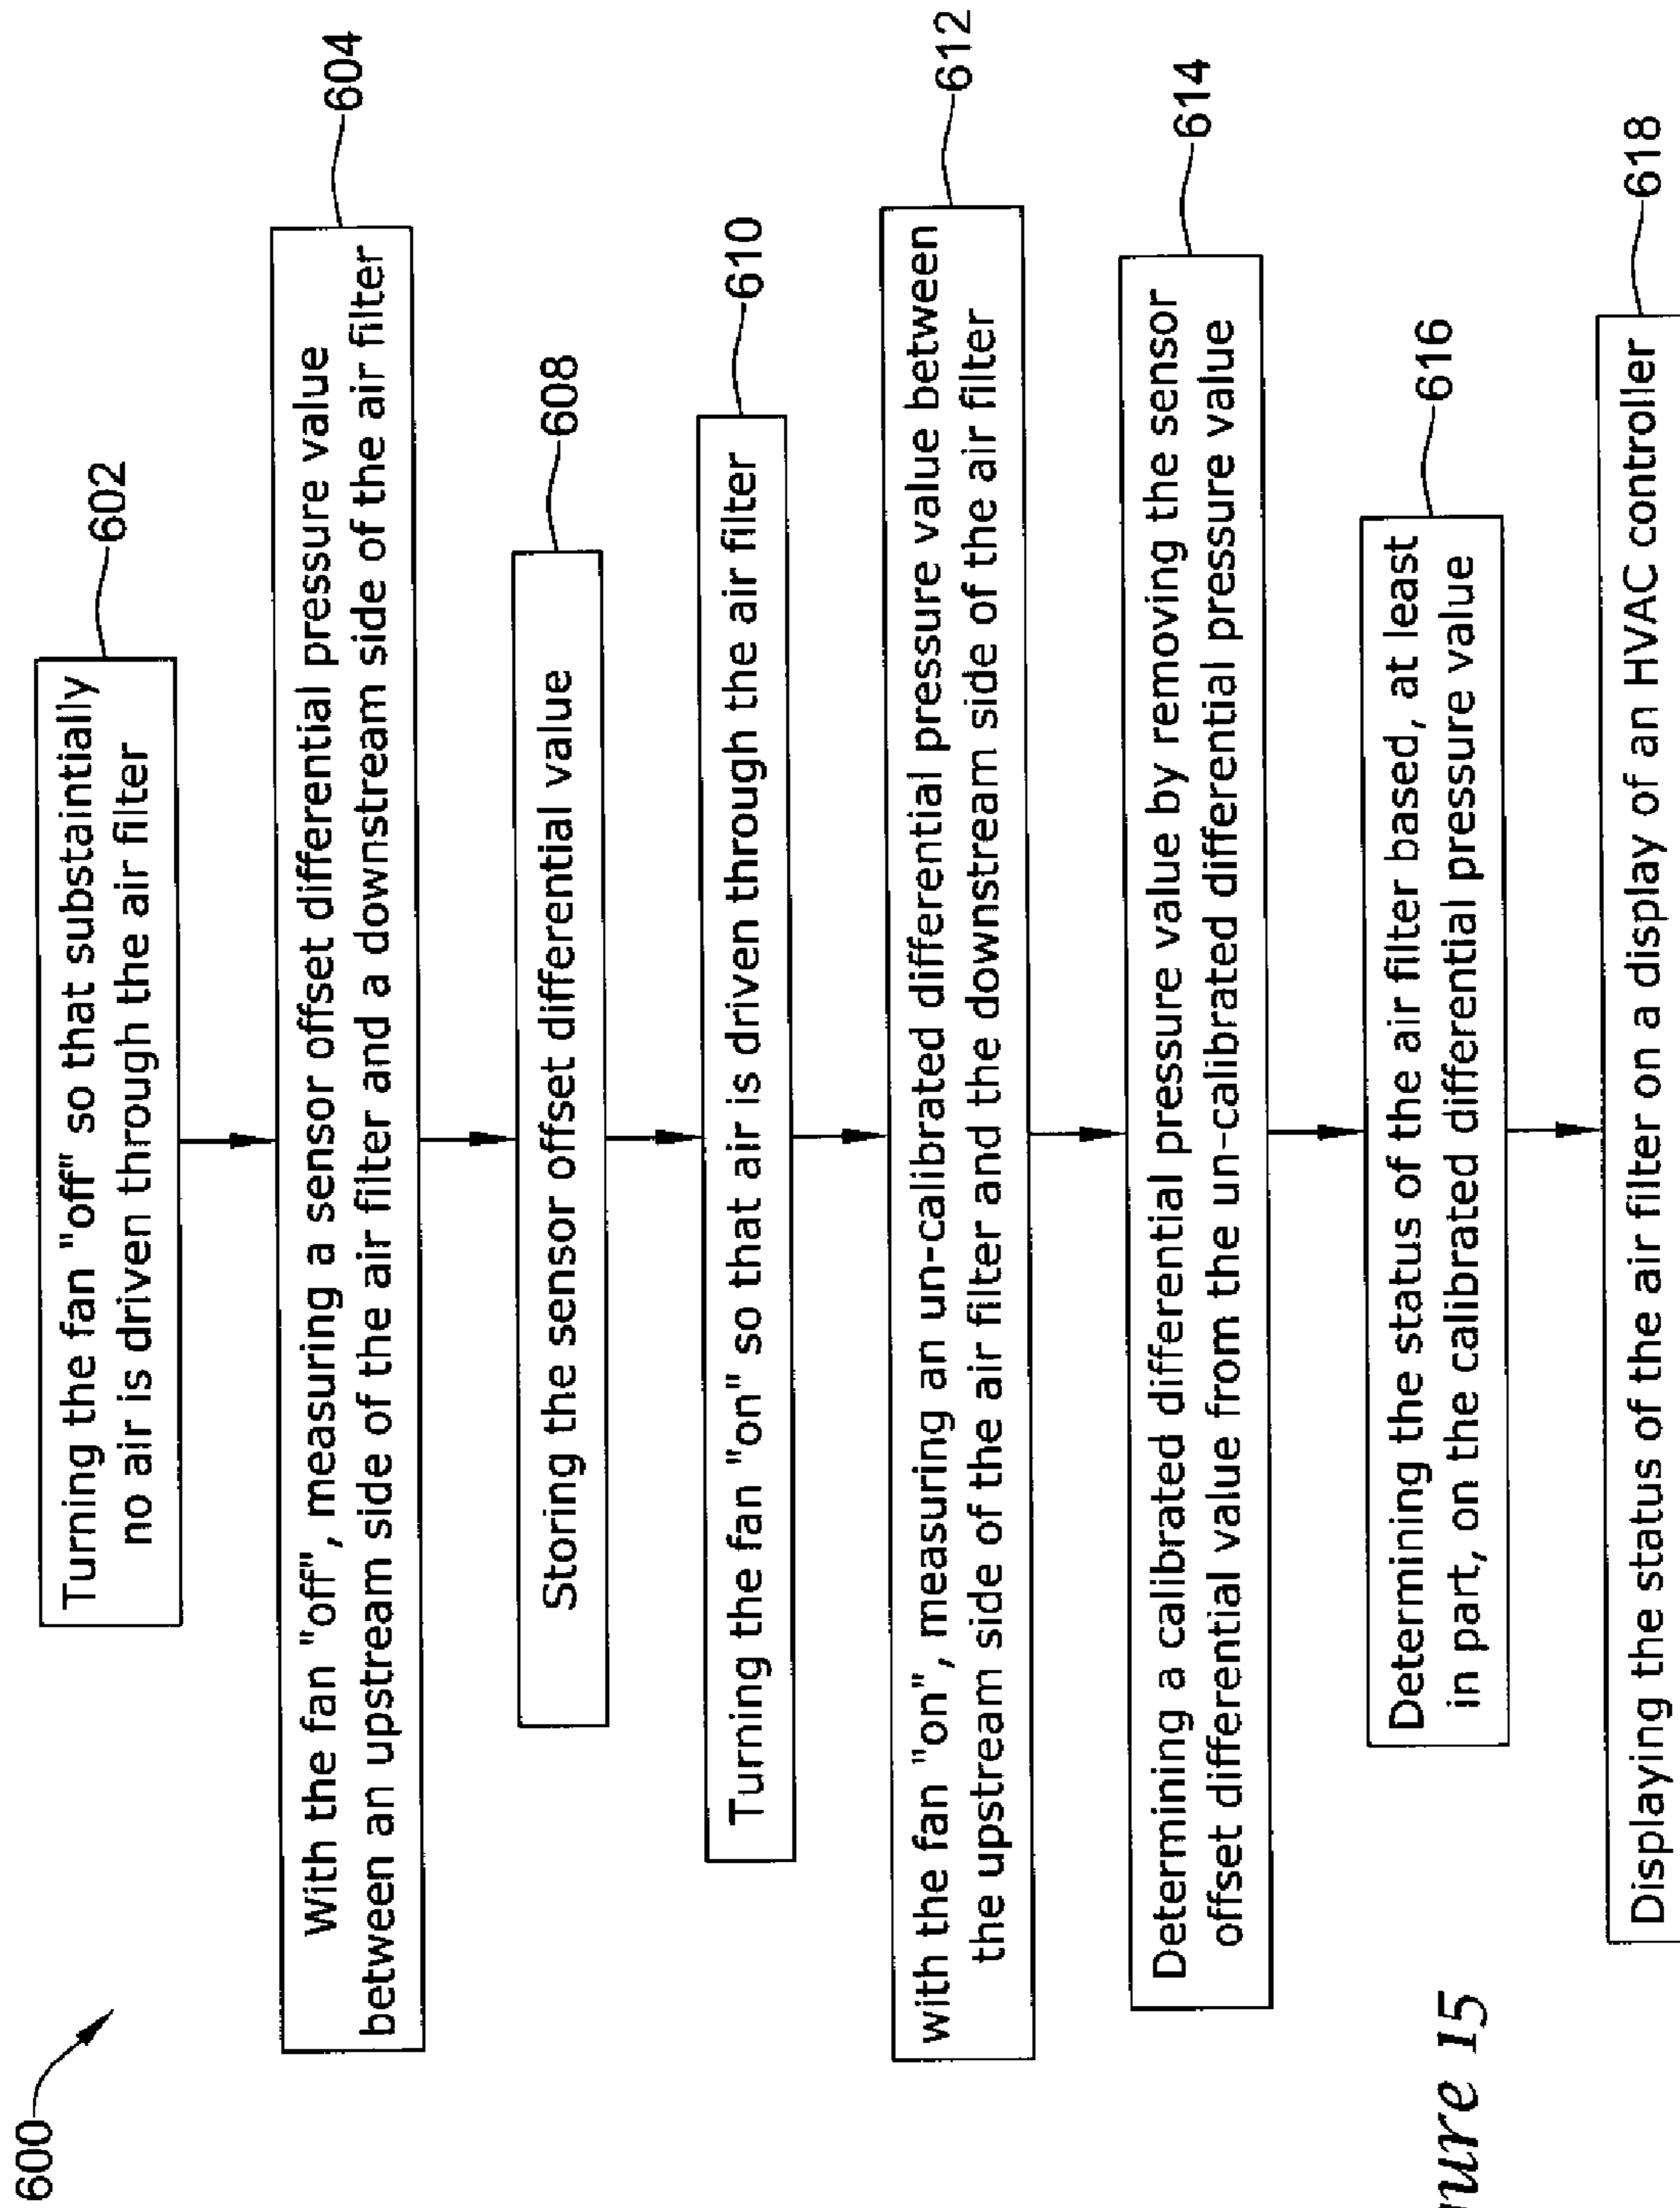 600
Turning the fan "off" so that substaintially
no air is driven through the air filter
602
With the fan "off", measuring a sensor offset differential pressure value
between an upstream side of the air filter and a downstream side of the air filter
604
Storing the sensor offset differential value
608
Turning the fan "on" so that air is driven through the air filter
610
with the fan "on", measuring an un-calibrated differential pressure value between
the upstream side of the air filter and the downstream side of the air filter
612
Determining a calibrated differential pressure value by removing the sensor
offset differential value from the un-calibrated differential pressure value
614
Determining the status of the air filter based, at least
in part, on the calibrated differential pressure value
616
Displaying the status of the air filter on a display of an HVAC controller
618
15